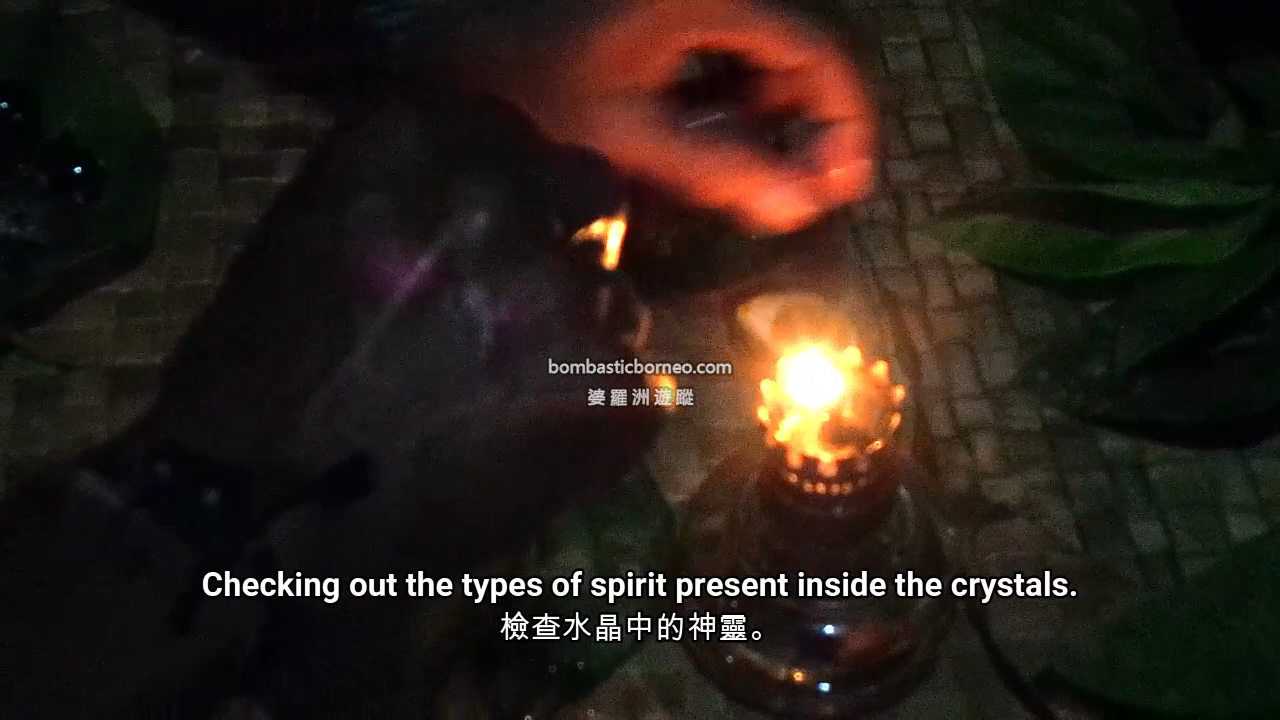 bombasticborneo.com
婆羅洲遊蹤
Checking out the types of spirit present inside the crystals.
檢查水晶中的神靈。